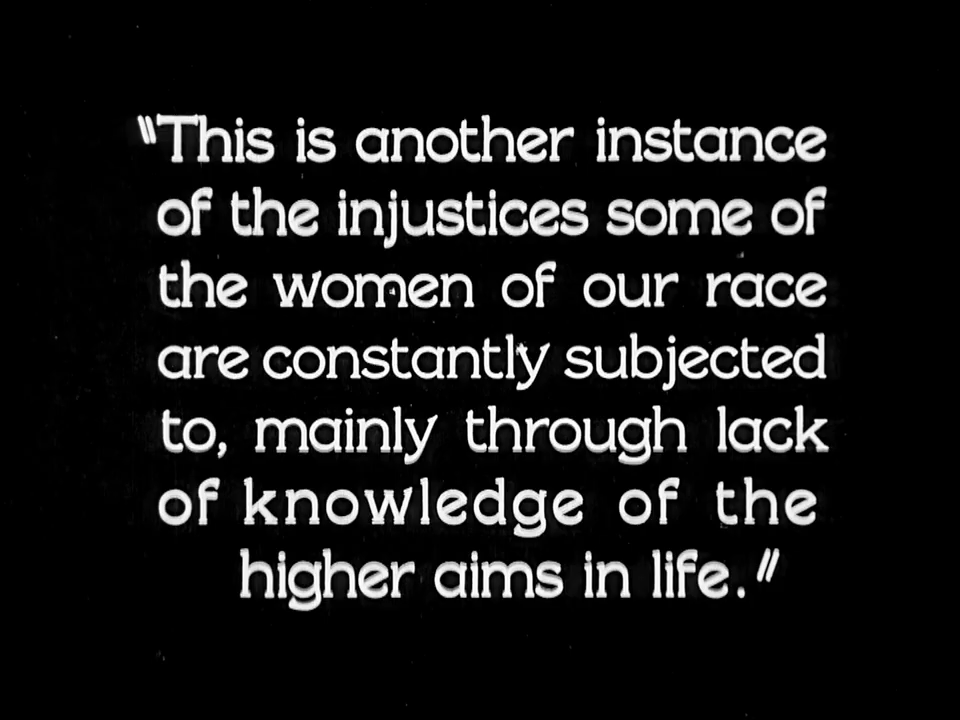 "This is another instance
of the injustices some of
the women of our race
are constantly subjected
to, mainly through lack
of knowledge of the
higher aims in life."